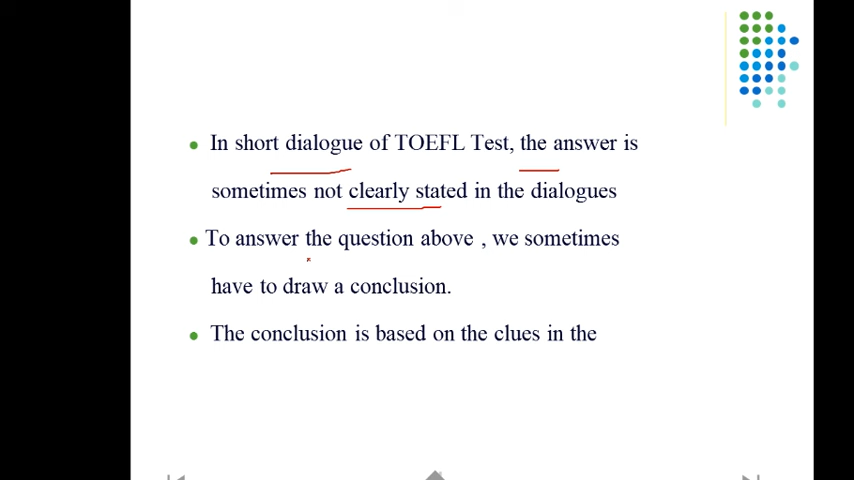 • In short dialogue of TOEFL Test, the answer is
sometimes not clearly stated in the dialogues
• To answer the question above , we sometimes
have to draw a conclusion.
• The conclusion is based on the clues in the